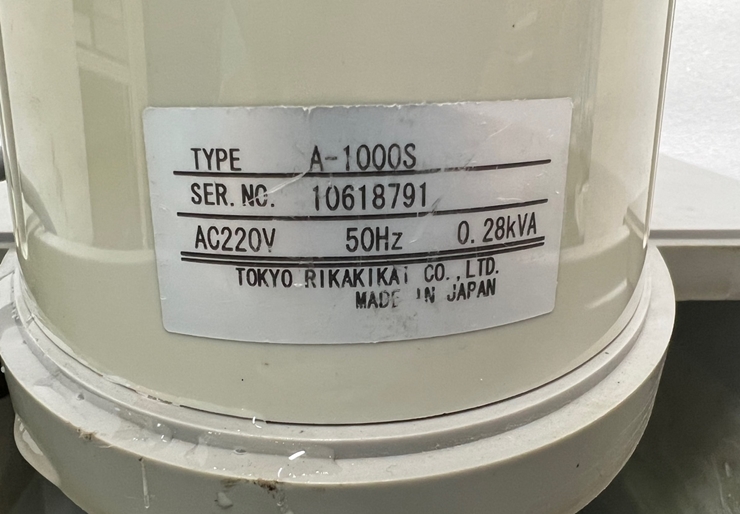 TYPE A-1000S
SER. NO. 10618791
AC220V 50Hz 0.28kVA
TOKYO RIKAKIKAI CO.,LTD.
MADE IN JAPAN